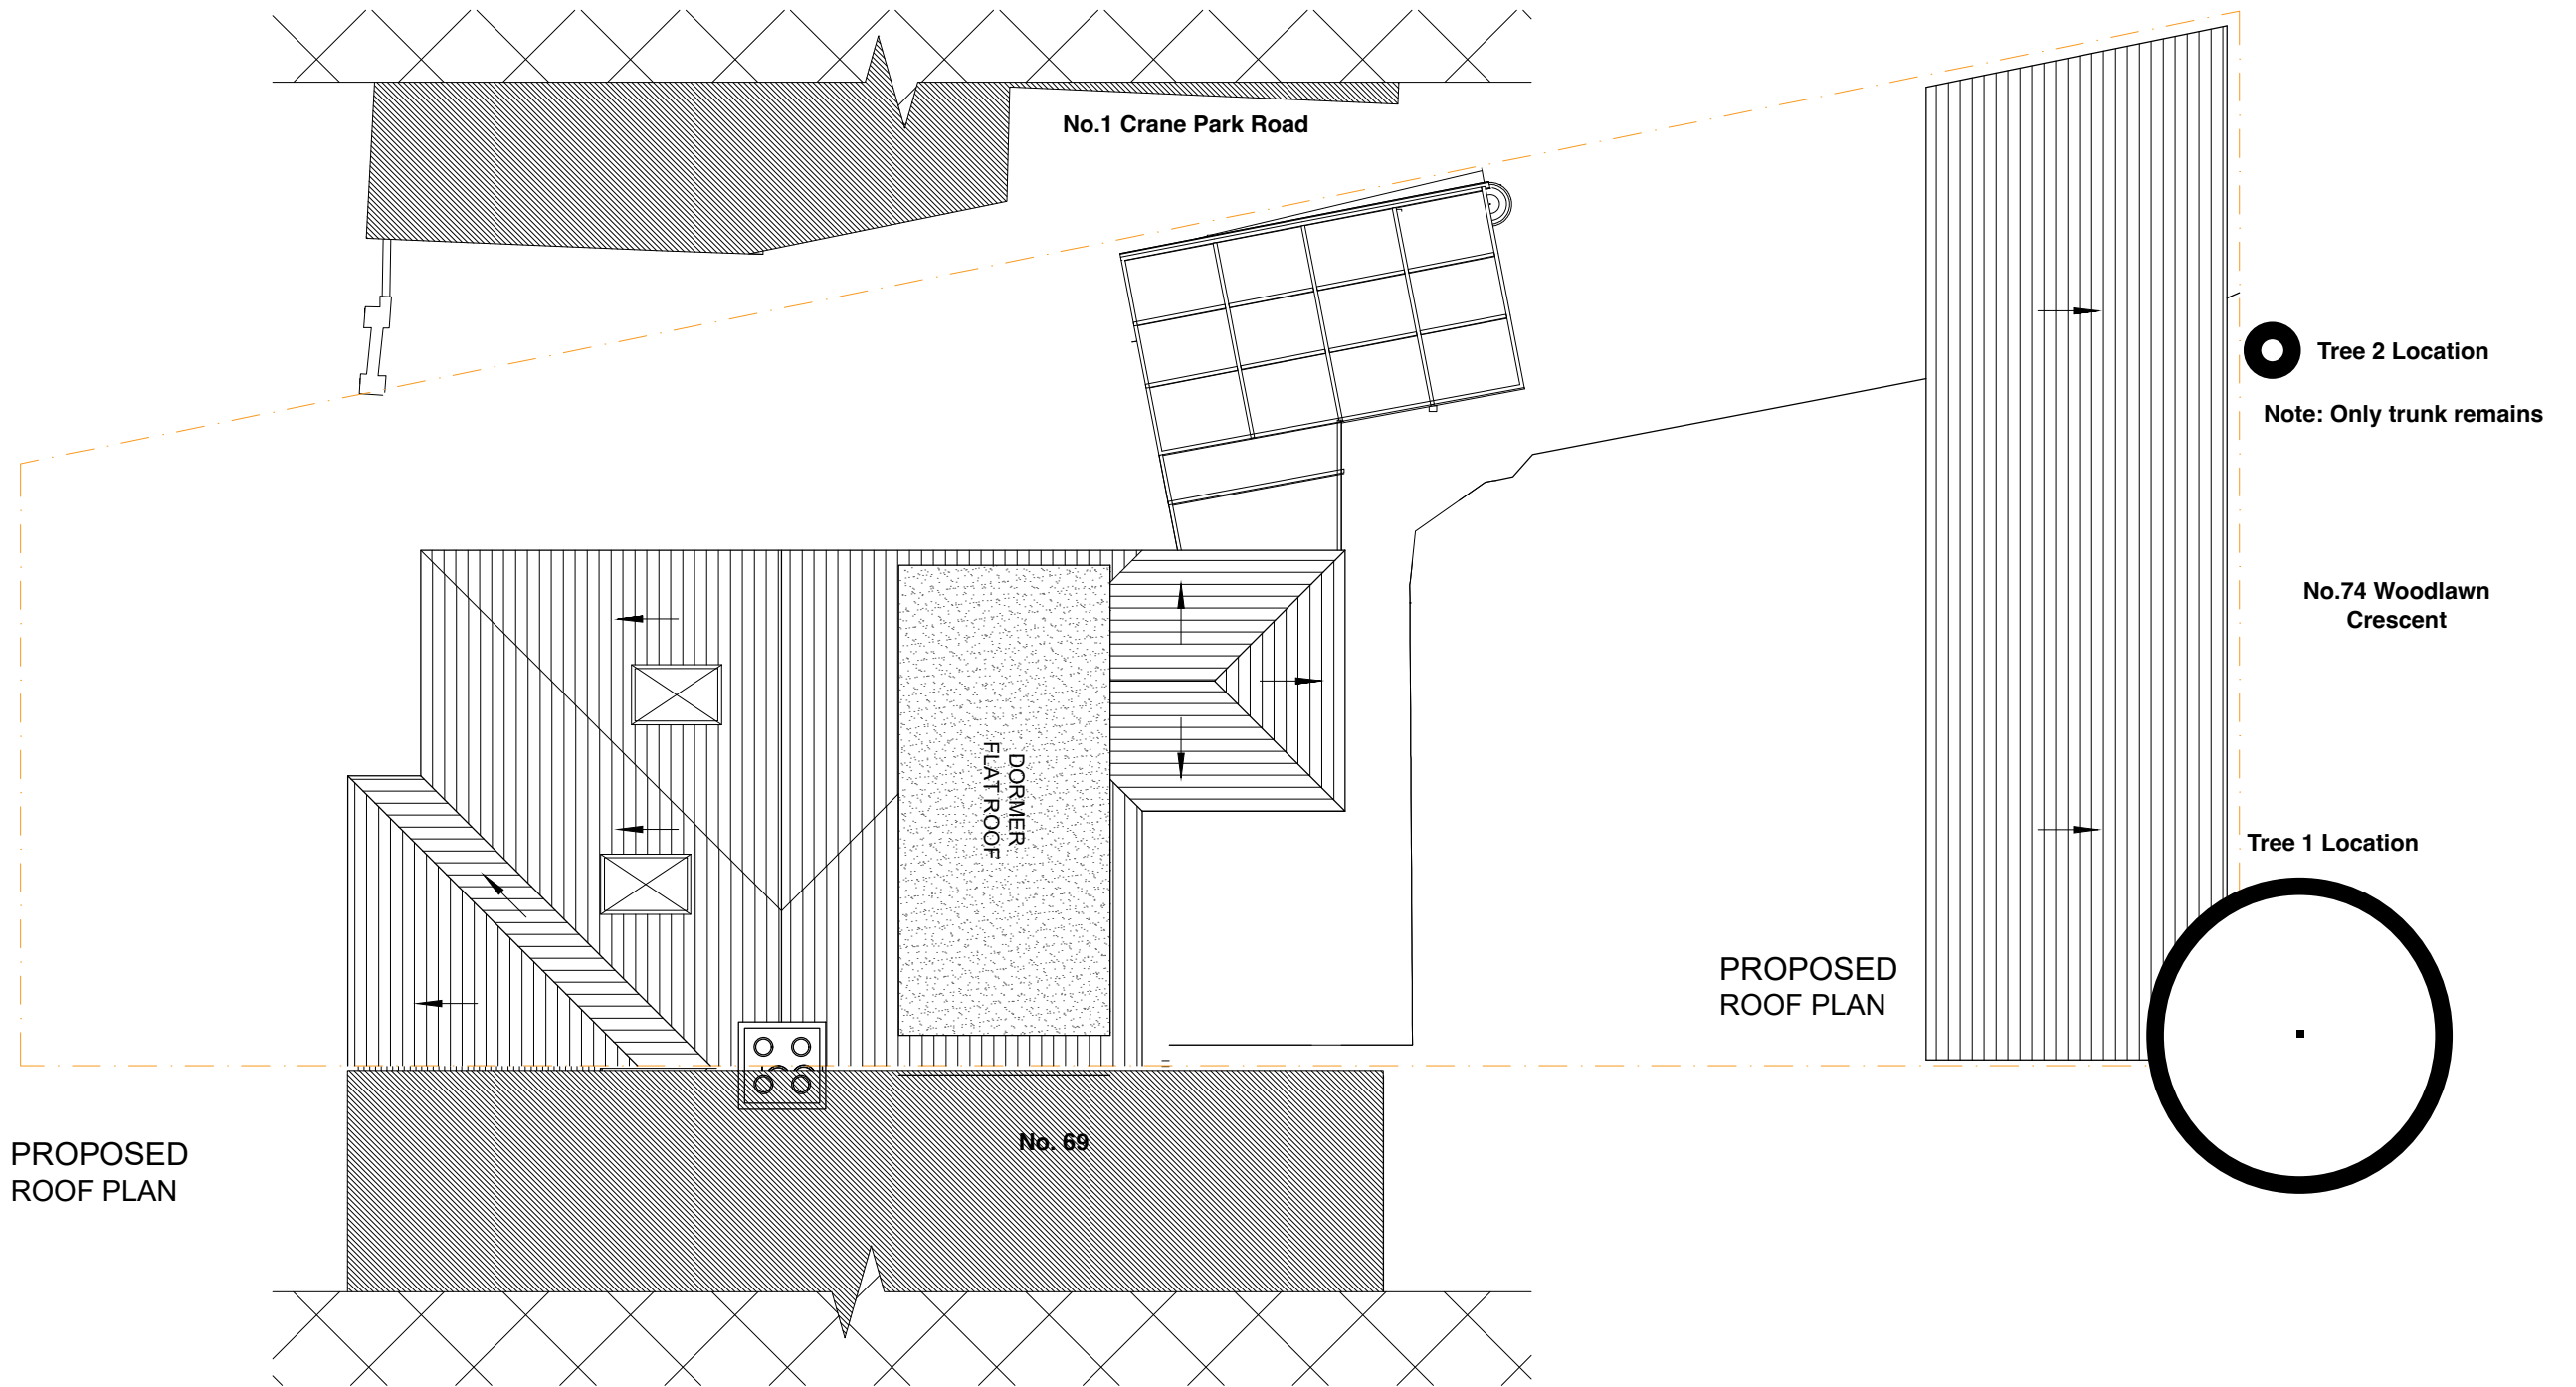 No.1 Crane Park Road
Tree 2 Location
Note: Only trunk remains
No.74 Woodlawn
Crescent
DORMER
FLAT ROOF
Tree 1 Location
PROPOSED
ROOF PLAN
No. 69
PROPOSED
ROOF PLAN